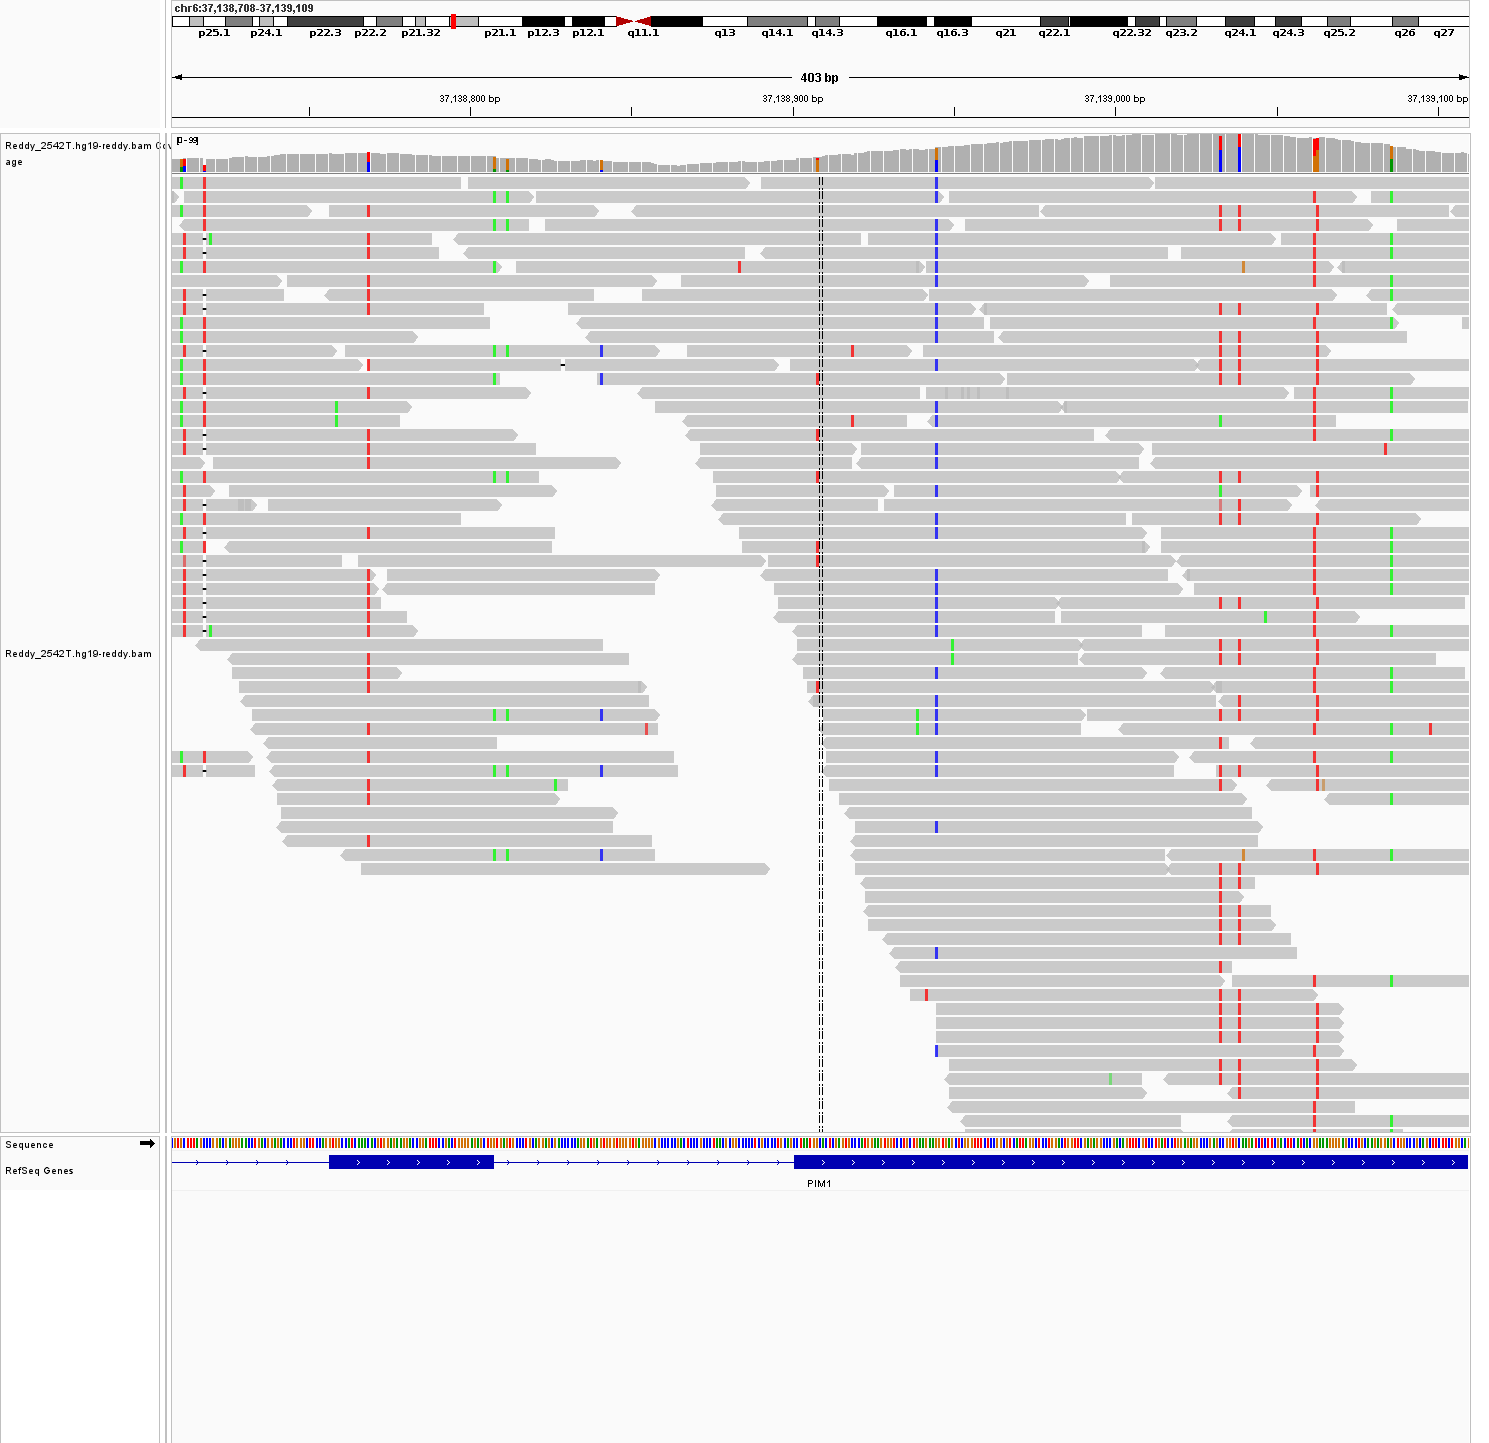 chr6:37,138,708-37,139,109
p25.1 p24.1 p22.3 p22.2 p21.32 p21.1 p12.3 p12.1 q11.1 q13 q14.1 q14.3 q16.1 q16.3 q21 q22.1 q22.32 q23.2 q24.1 q24.3 q25.2 q26 q27
403 bp
37,138,800 bp 37,138,900 bp 37,139,000 bp 37,139,100 bp
[0-99]
Reddy_2542T.hg19-reddy.bam Cov
age
Reddy_2542T.hg19-reddy.bam
Sequence
RefSeq Genes
PIM1